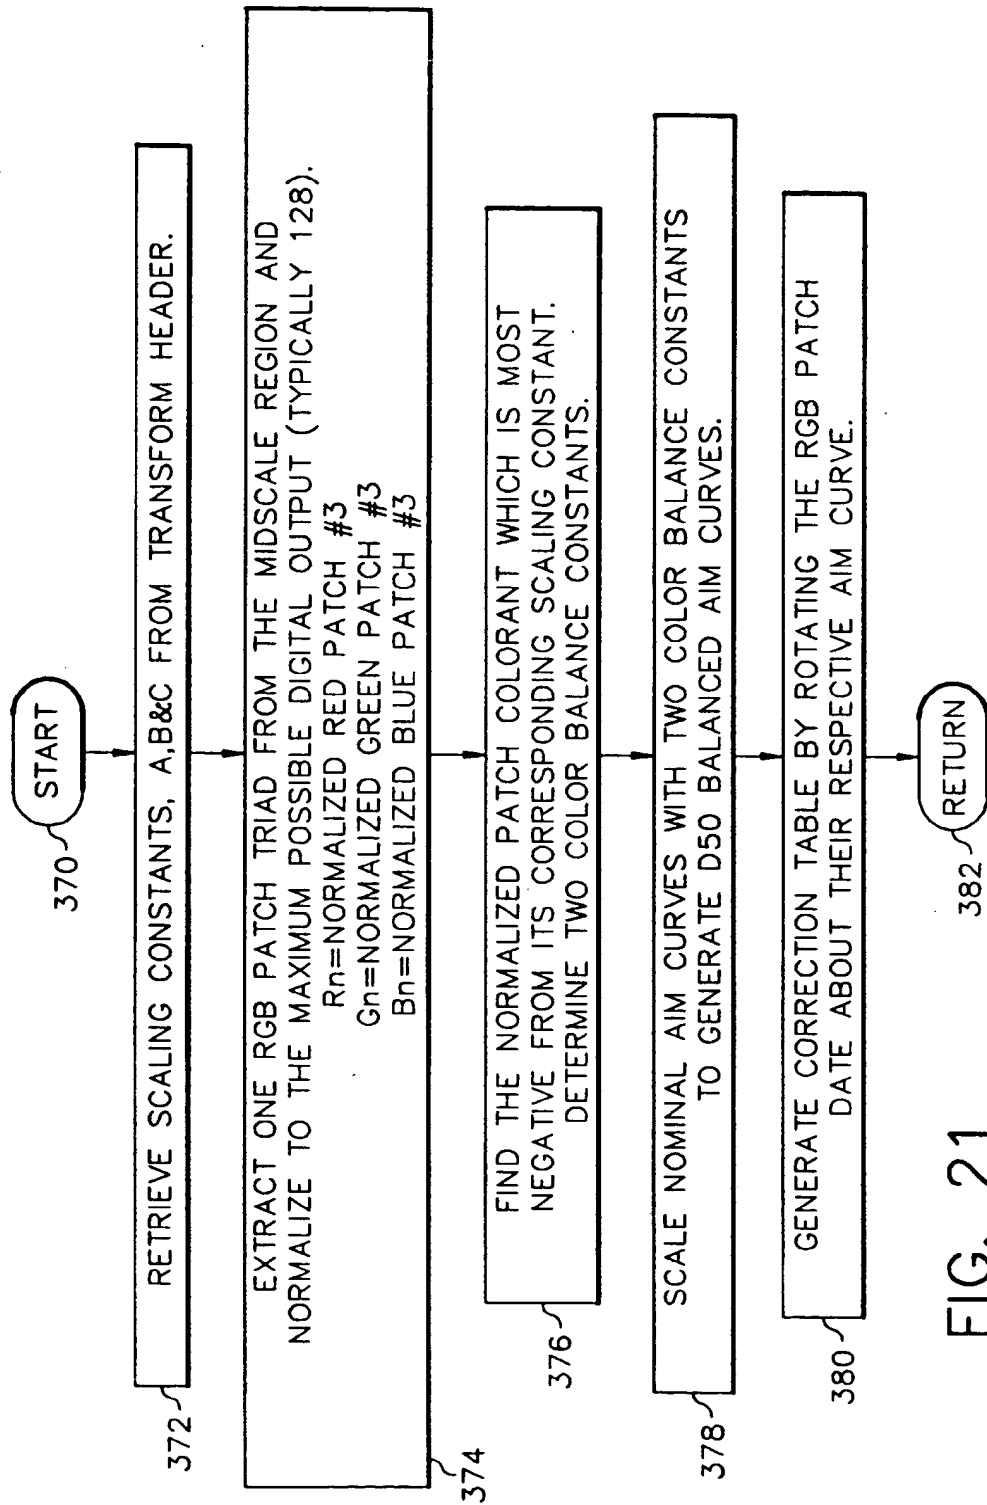 START
370
RETRIEVE SCALING CONSTANTS, A,B&C FROM TRANSFORM HEADER.
372
EXTRACT ONE RGB PATCH TRIAD FROM THE MIDSCALE REGION AND
NORMALIZE TO THE MAXIMUM POSSIBLE DIGITAL OUTPUT (TYPICALLY 128).
Rn=NORMALIZED RED PATCH #3
Gn=NORMALIZED GREEN PATCH #3
Bn=NORMALIZED BLUE PATCH #3
374
FIND THE NORMALIZED PATCH COLORANT WHICH IS MOST
NEGATIVE FROM ITS CORRESPONDING SCALING CONSTANT.
DETERMINE TWO COLOR BALANCE CONSTANTS.
376
SCALE NOMINAL AIM CURVES WITH TWO COLOR BALANCE CONSTANTS
TO GENERATE D50 BALANCED AIM CURVES.
378
GENERATE CORRECTION TABLE BY ROTATING THE RGB PATCH
DATE ABOUT THEIR RESPECTIVE AIM CURVE.
380
RETURN
382
FIG. 21